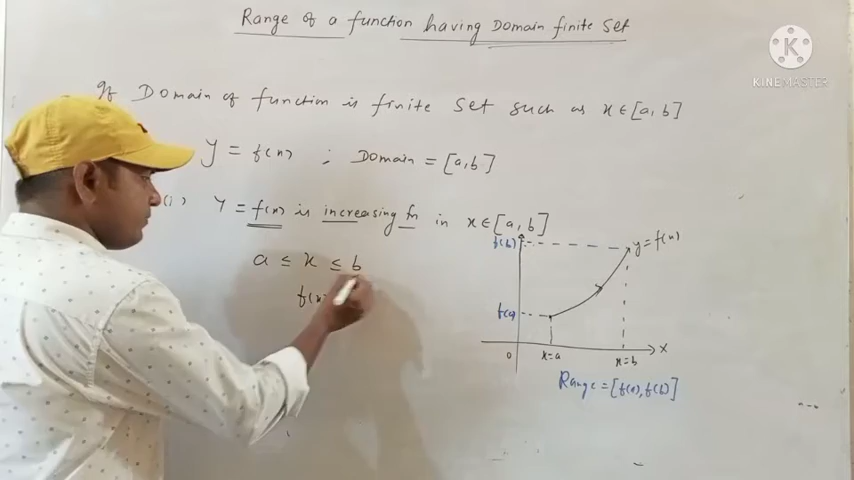 Range of a function having Domain finite set
K
KINEMASTER
If Domain of function is finite set such as x∈[a,b]
y = f(x) ; Domain = [a,b]
(i) Y = f(x) is increasing fn in x∈[a,b]
a ≤ x ≤ b
f(x)
f(b)
y=f(x)
f(a)
0 x=a x=b X
Range = [f(a), f(b)]